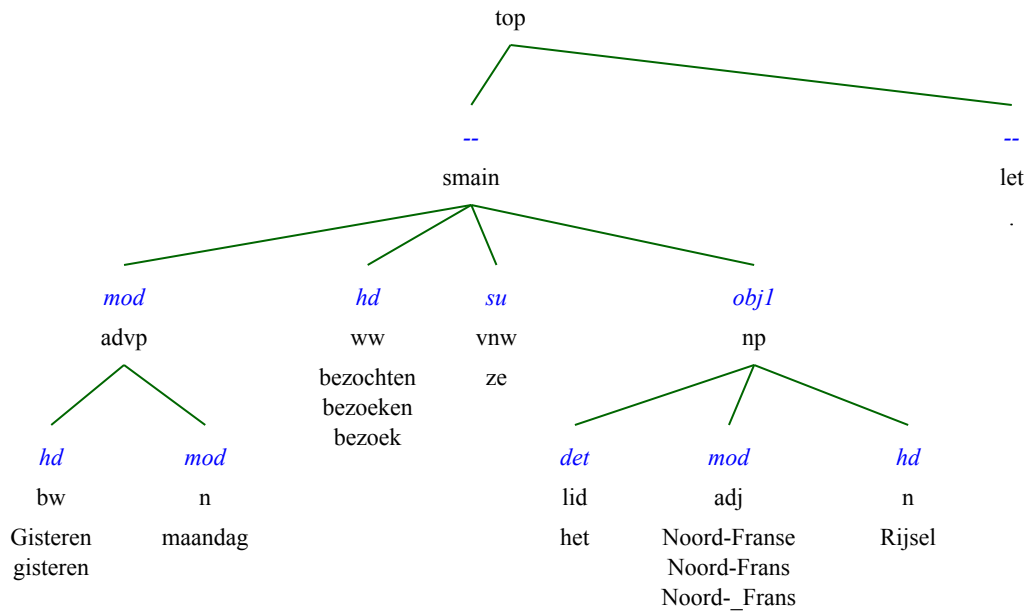 top
-- --
smain let
.
mod hd su obj1
advp ww vnw np
bezochten ze
bezoeken
bezoek
hd mod det mod hd
bw n lid adj n
Gisteren maandag het Noord-Franse Rijsel
gisteren Noord-Frans
Noord-_Frans